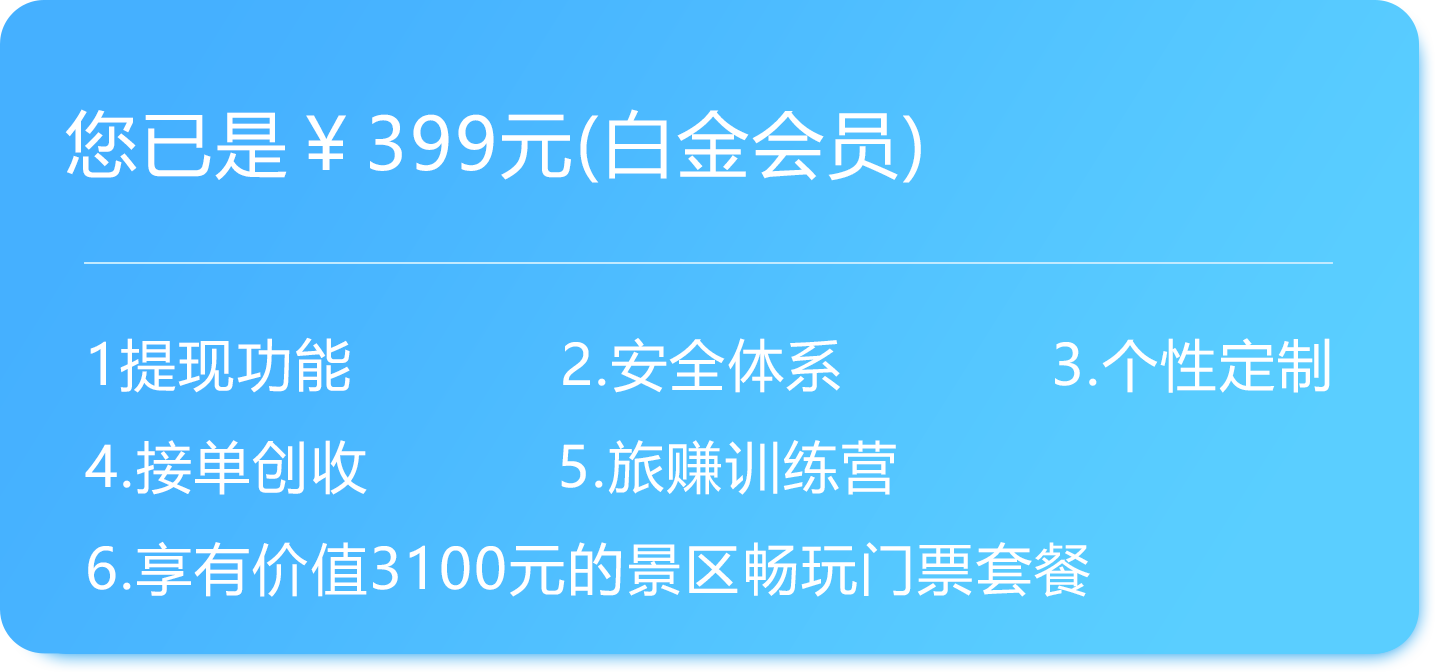 您已是￥399元(白金会员)
1提现功能 2.安全体系 3.个性定制
4.接单创收 5.旅赚训练营
6.享有价值3100元的景区畅玩门票套餐